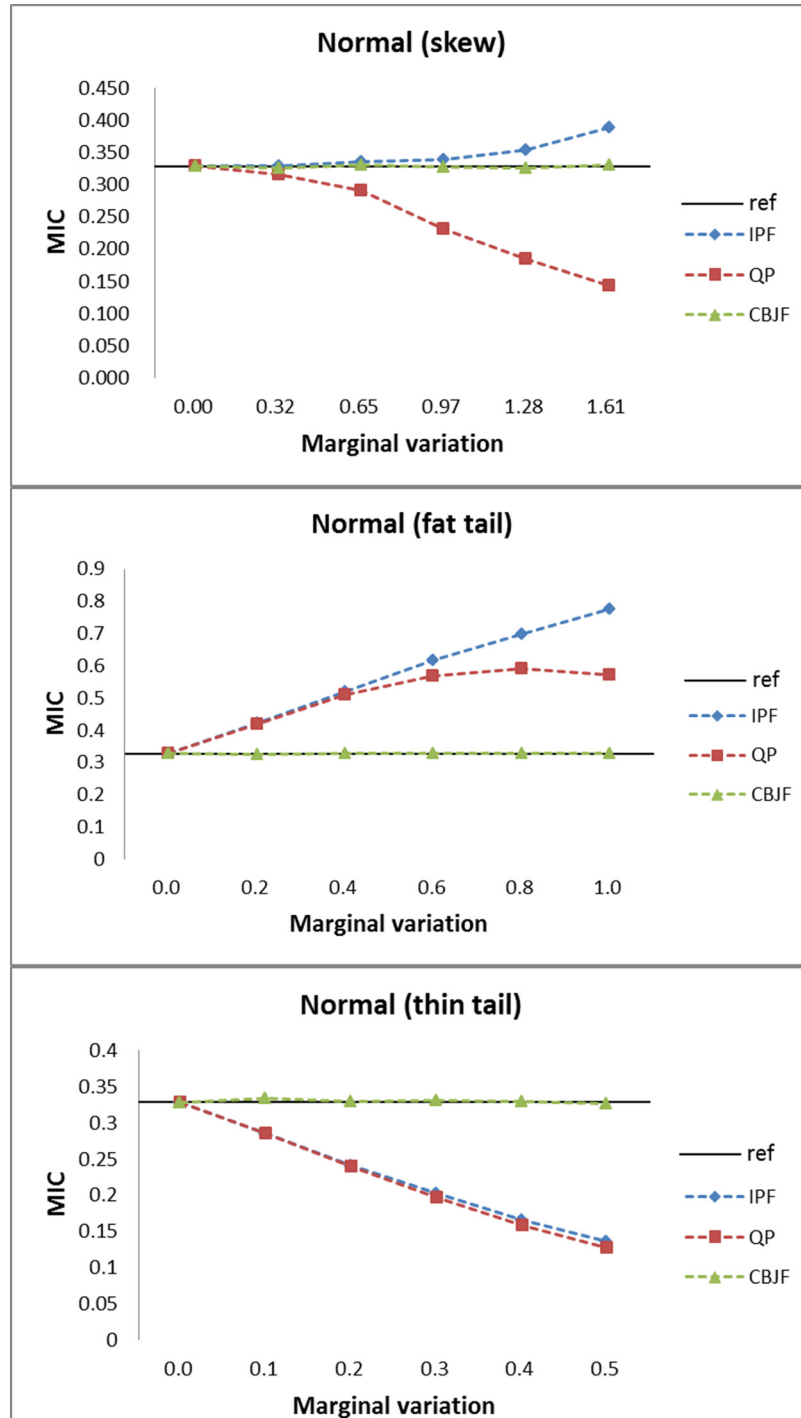 Normal (skew)
0.450
0.400
0.350
0.300
0.250
0.200
0.150
0.100
0.050
0.000
MIC
0.00 0.32 0.65 0.97 1.28 1.61
Marginal variation
ref
IPF
QP
CBJF
Normal (fat tail)
0.9
0.8
0.7
0.6
0.5
0.4
0.3
0.2
0.1
0
MIC
0.0 0.2 0.4 0.6 0.8 1.0
Marginal variation
ref
IPF
QP
CBJF
Normal (thin tail)
0.4
0.35
0.3
0.25
0.2
0.15
0.1
0.05
0
MIC
0.0 0.1 0.2 0.3 0.4 0.5
Marginal variation
ref
IPF
QP
CBJF